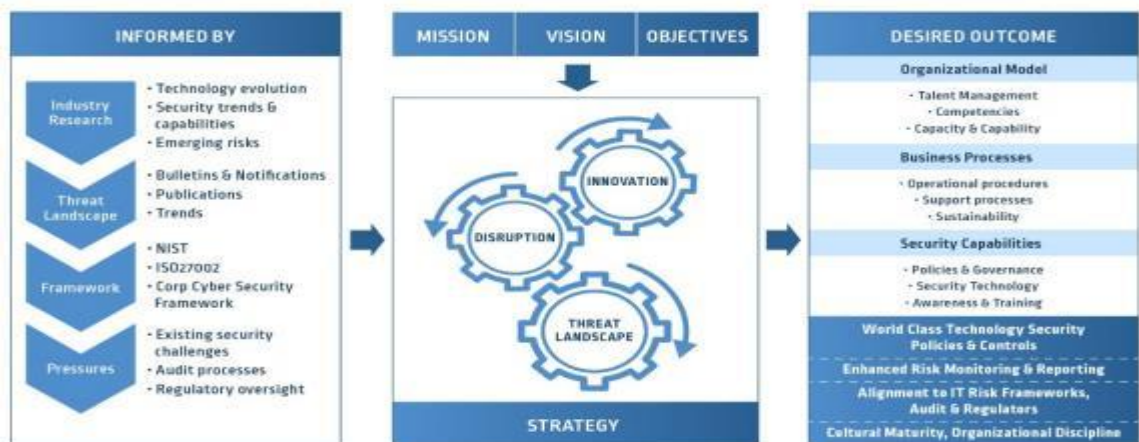 INFORMED BY
Industry
Research
• Technology evolution
• Security trends &
capabilities
• Emerging risks
Threat
Landscape
• Bulletins & Notifications
• Publications
• Trends
Framework
• NIST
• ISO27002
• Corp Cyber Security
Framework
Pressures
• Existing security
challenges
• Audit processes
• Regulatory oversight
MISSION
VISION
OBJECTIVES
INNOVATION
DISRUPTION
THREAT
LANDSCAPE
STRATEGY
DESIRED OUTCOME
Organizational Model
• Talent Management
• Competencies
• Capacity & Capability
Business Processes
• Operational procedures
• Support processes
• Sustainability
Security Capabilities
• Policies & Governance
• Security Technology
• Awareness & Training
World Class Technology Security
Policies & Controls
Enhanced Risk Monitoring & Reporting
Alignment to IT Risk Frameworks,
Audit & Regulators
Cultural Maturity, Organizational Discipline